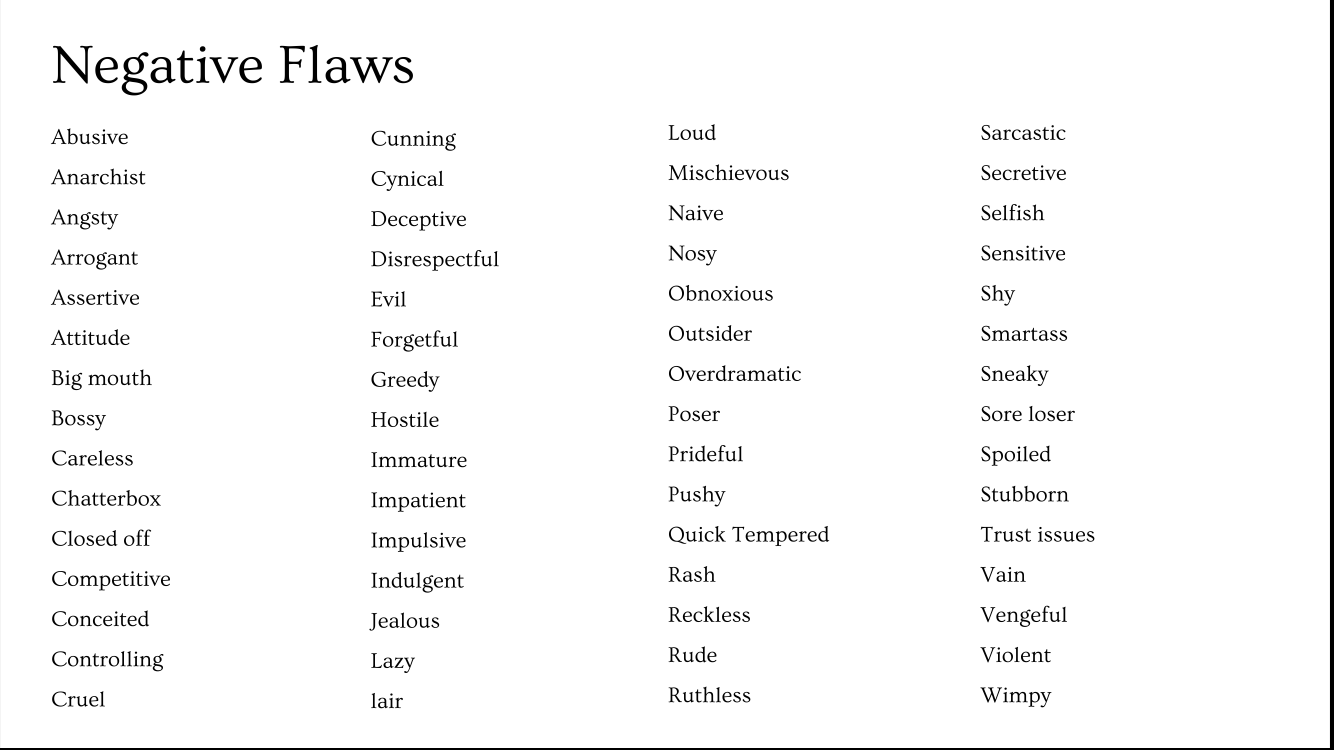 Negative Flaws
Abusive
Anarchist
Angsty
Arrogant
Assertive
Attitude
Big mouth
Bossy
Careless
Chatterbox
Closed off
Competitive
Conceited
Controlling
Cruel
Cunning
Cynical
Deceptive
Disrespectful
Evil
Forgetful
Greedy
Hostile
Immature
Impatient
Impulsive
Indulgent
Jealous
Lazy
lair
Loud
Mischievous
Naive
Nosy
Obnoxious
Outsider
Overdramatic
Poser
Prideful
Pushy
Quick Tempered
Rash
Reckless
Rude
Ruthless
Sarcastic
Secretive
Selfish
Sensitive
Shy
Smartass
Sneaky
Sore loser
Spoiled
Stubborn
Trust issues
Vain
Vengeful
Violent
Wimpy